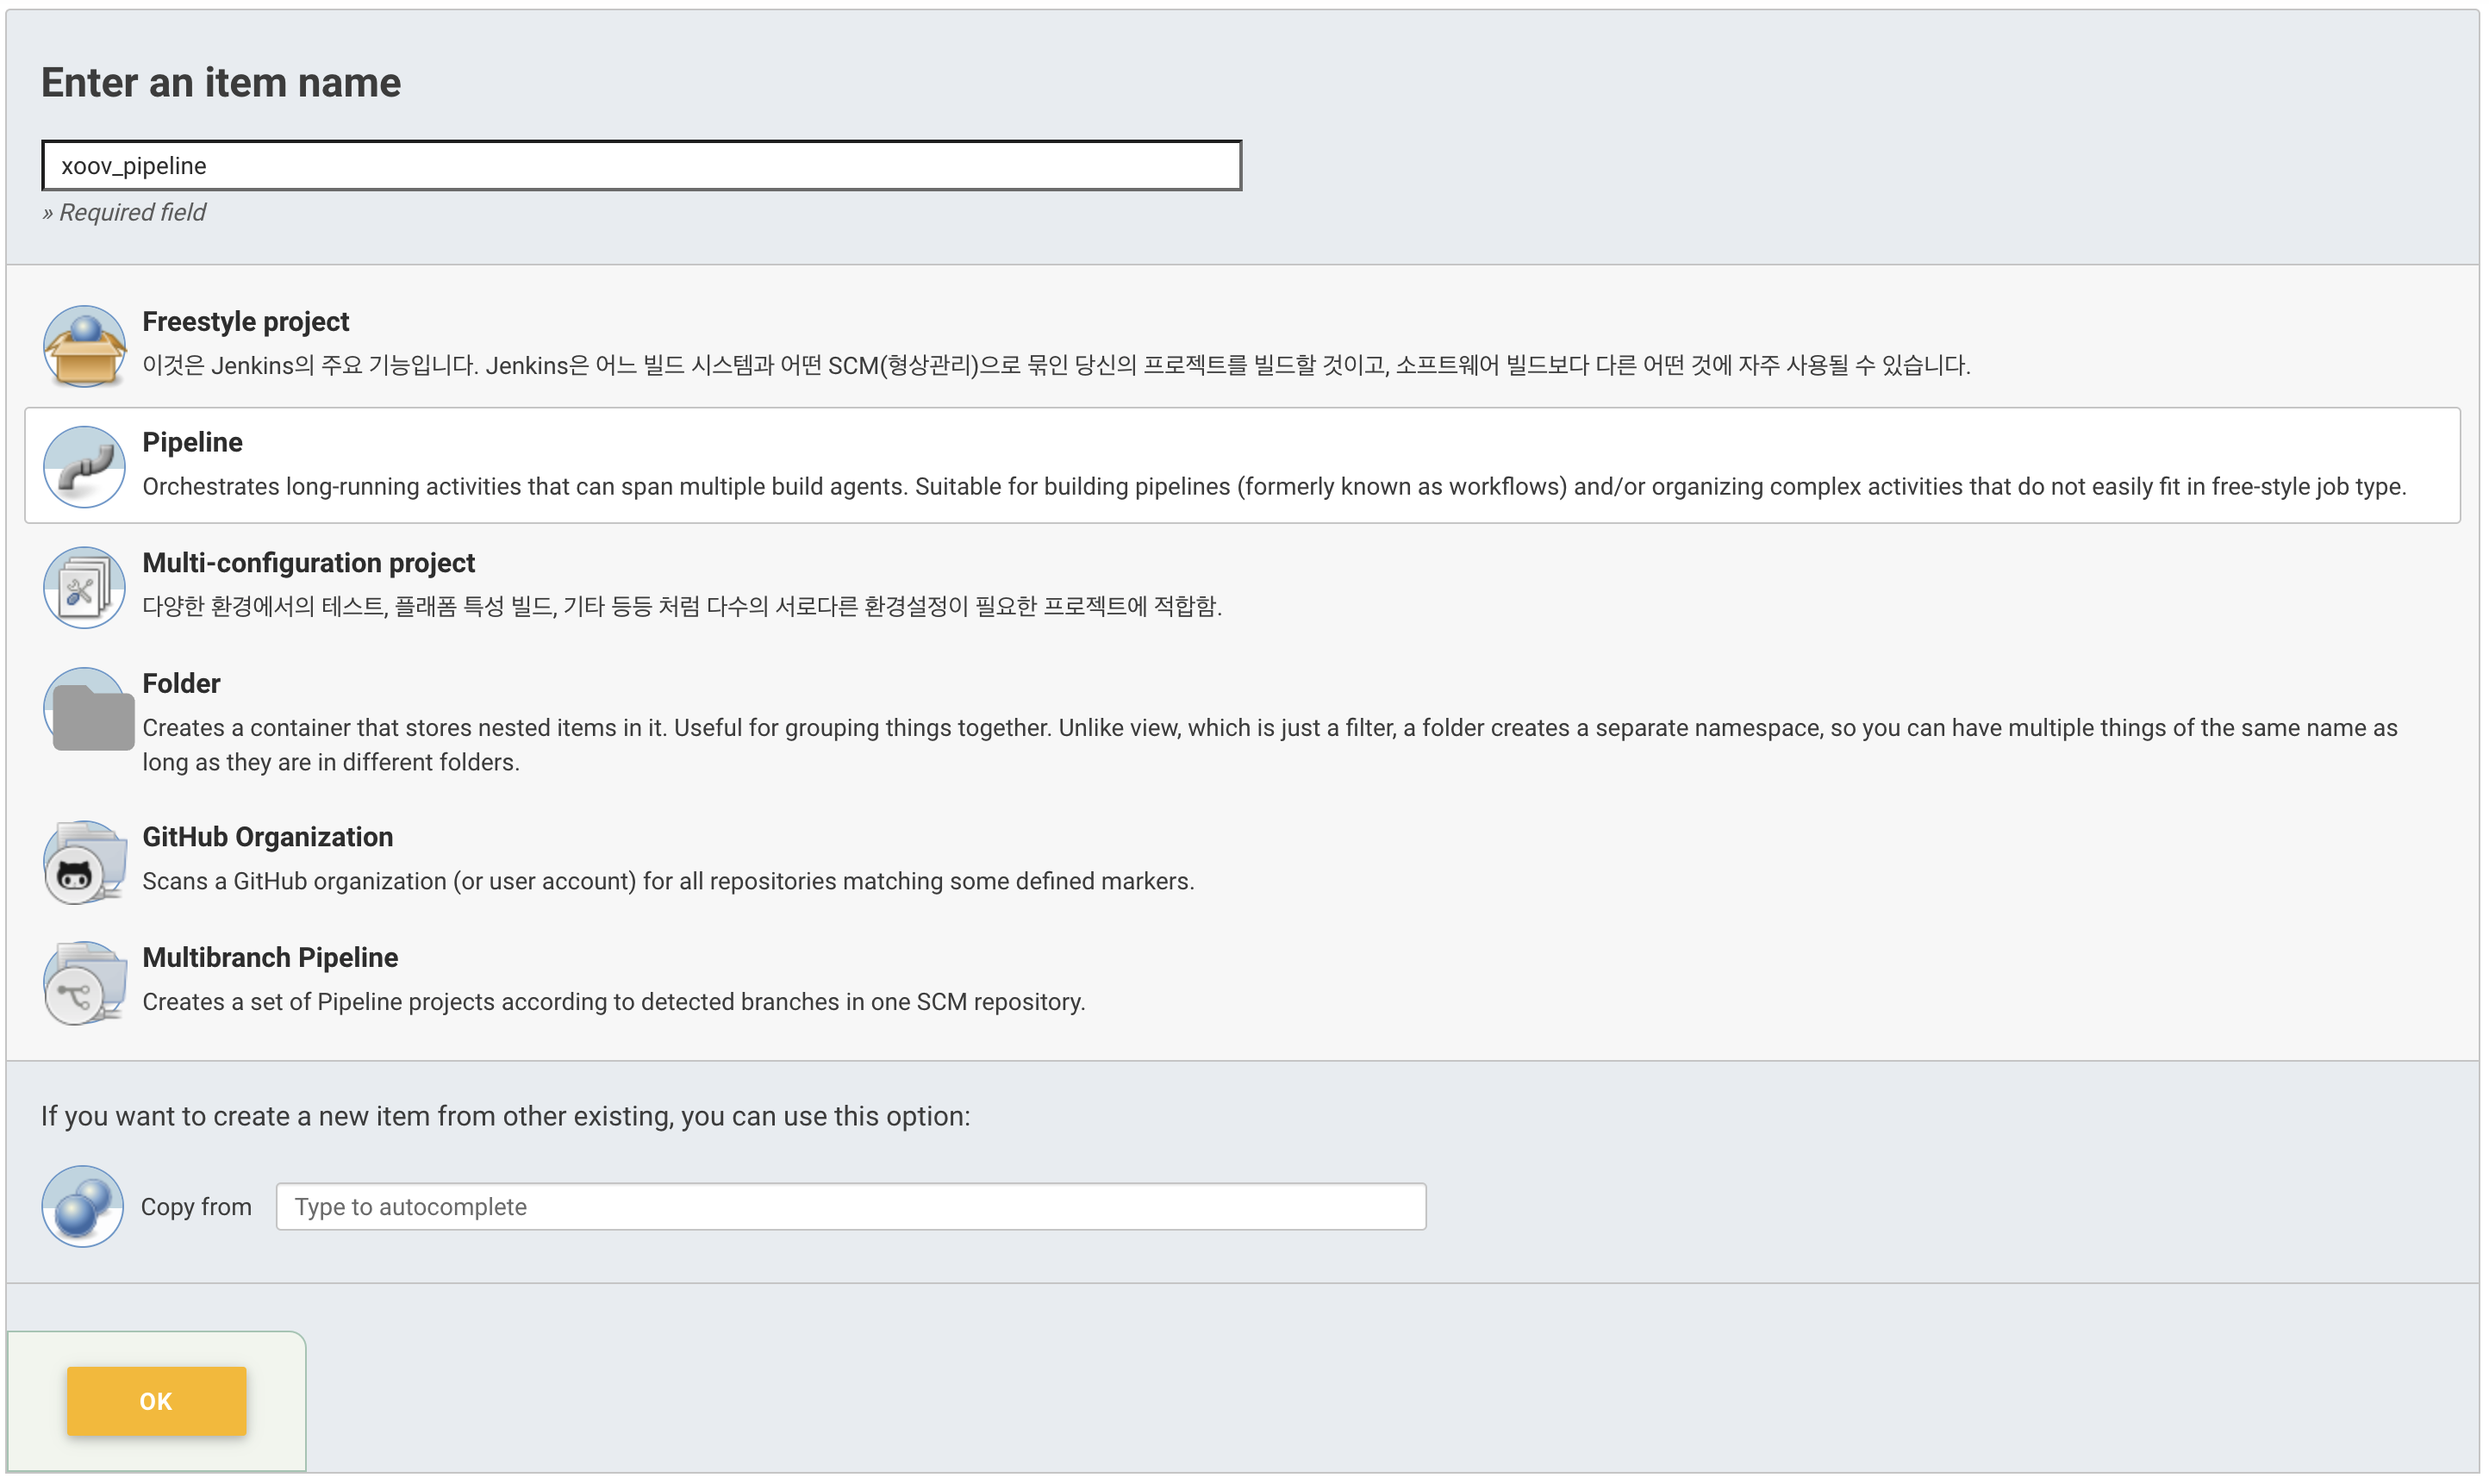 Enter an item name
xoov_pipeline
» Required field
Freestyle project
이것은 Jenkins의 주요 기능입니다. Jenkins은 어느 빌드 시스템과 어떤 SCM(형상관리)으로 묶인 당신의 프로젝트를 빌드할 것이고, 소프트웨어 빌드보다 다른 어떤 것에 자주 사용될 수 있습니다.
Pipeline
Orchestrates long-running activities that can span multiple build agents. Suitable for building pipelines (formerly known as workflows) and/or organizing complex activities that do not easily fit in free-style job type.
Multi-configuration project
다양한 환경에서의 테스트, 플래폼 특성 빌드, 기타 등등 처럼 다수의 서로다른 환경설정이 필요한 프로젝트에 적합함.
Folder
Creates a container that stores nested items in it. Useful for grouping things together. Unlike view, which is just a filter, a folder creates a separate namespace, so you can have multiple things of the same name as
long as they are in different folders.
GitHub Organization
Scans a GitHub organization (or user account) for all repositories matching some defined markers.
Multibranch Pipeline
Creates a set of Pipeline projects according to detected branches in one SCM repository.
If you want to create a new item from other existing, you can use this option:
Copy from Type to autocomplete
OK